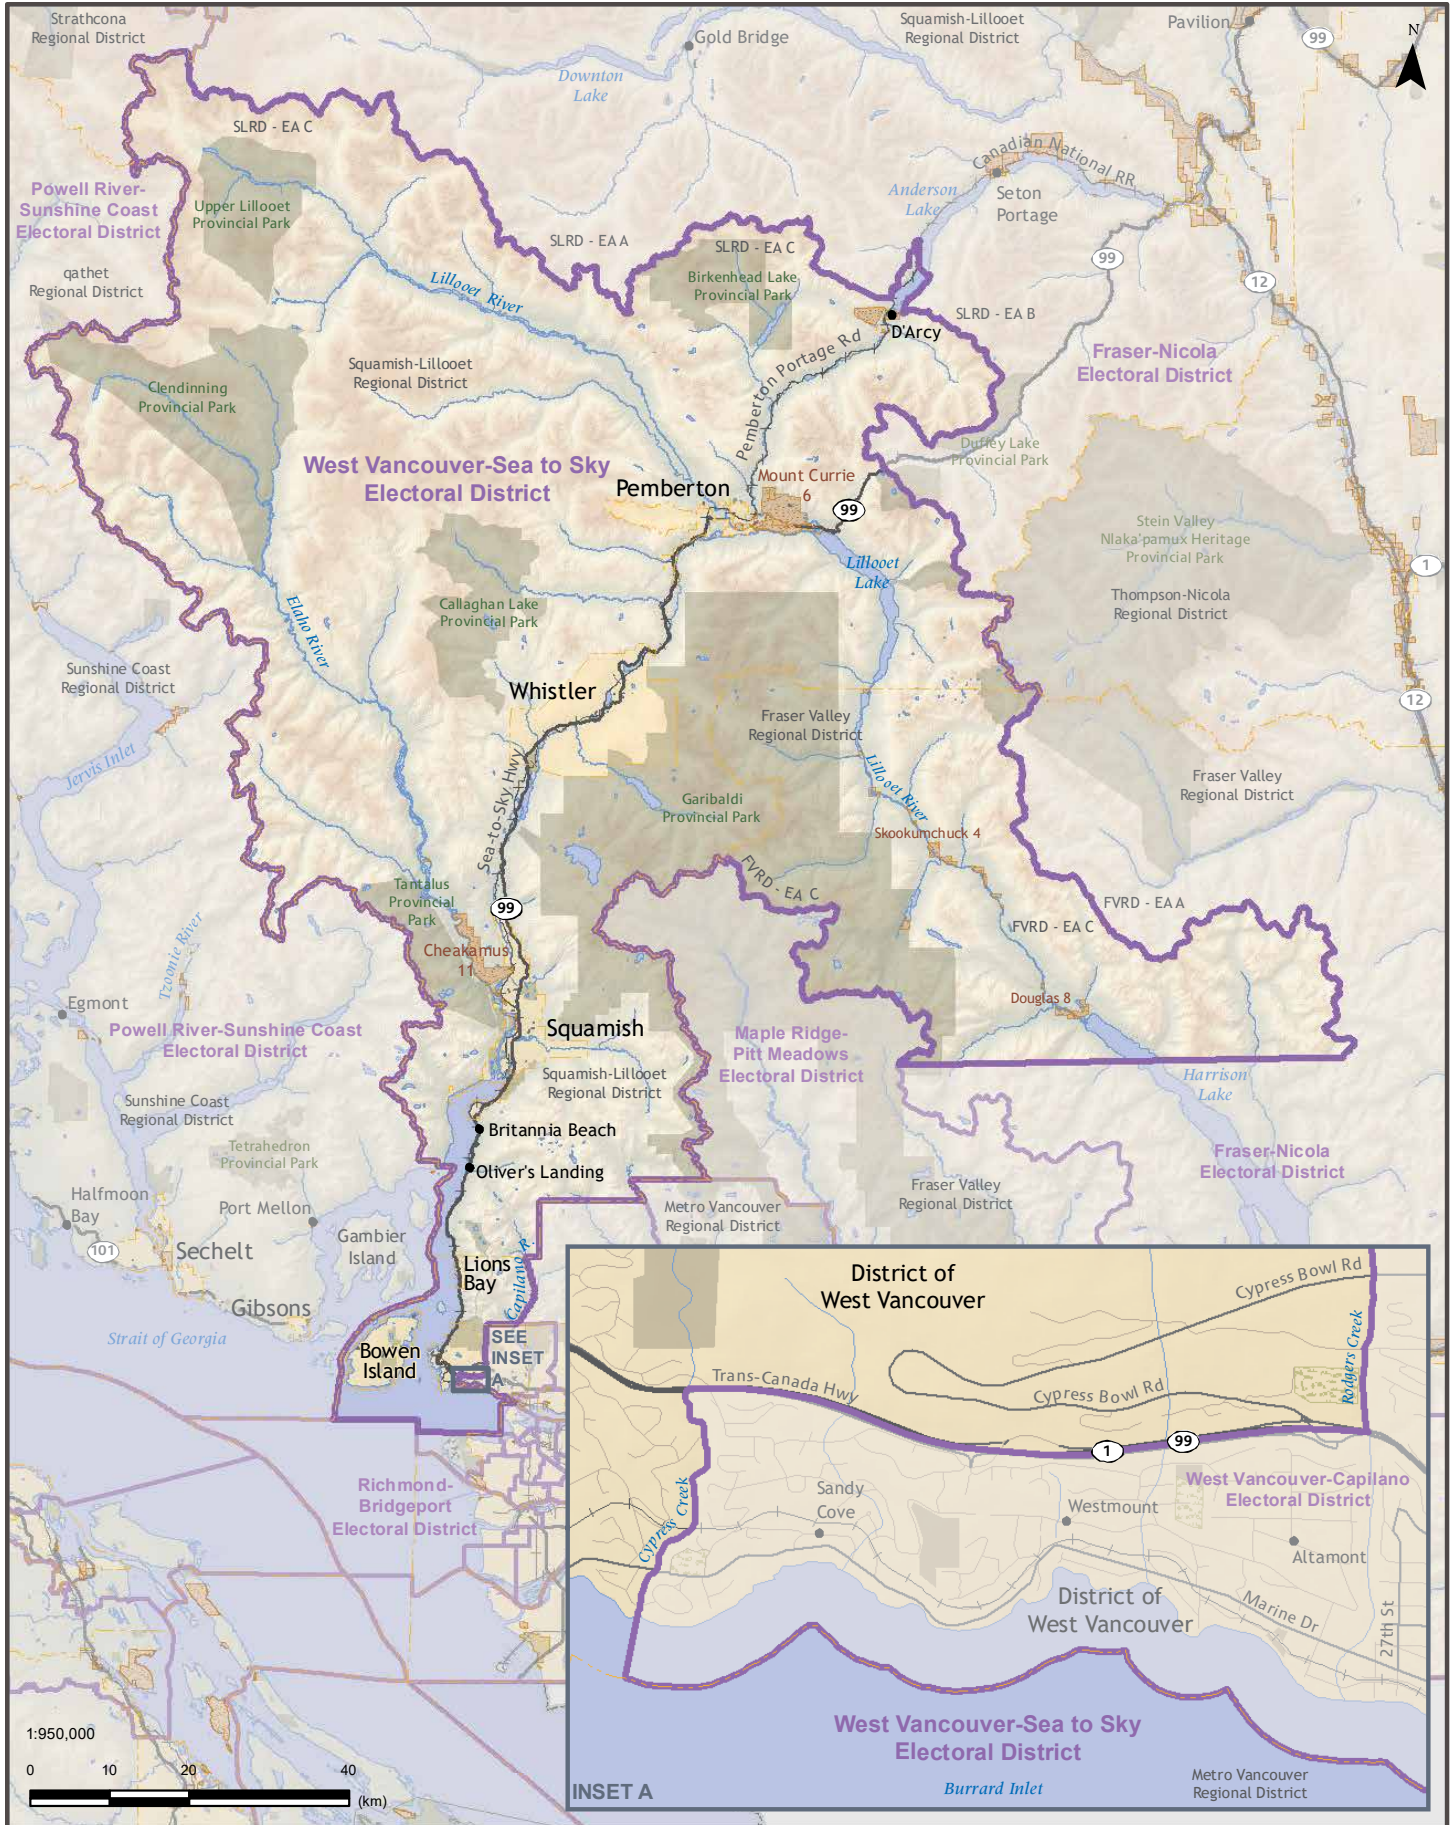 Strathcona
Regional District
Gold Bridge
Squamish-Lillooet
Regional District
Pavilion
99
N
Downton
Lake
SLRD - EA C
Canadian National RR
Powell River-
Sunshine Coast
Electoral District
Upper Lillooet
Provincial Park
Anderson
Lake
Seton
Portage
SLRD - EA A
SLRD - EA C
99
qathet
Regional District
Lillooet River
Birkenhead Lake
Provincial Park
12
SLRD - EA B
D'Arcy
Squamish-Lillooet
Regional District
Pemberton Portage Rd
Fraser-Nicola
Electoral District
Clendinning
Provincial Park
Duffey Lake
Provincial Park
West Vancouver-Sea to Sky
Electoral District
Pemberton
Mount Currie
6
99
Stein Valley
Nlaka'pamux Heritage
Provincial Park
Lillooet
Lake
1
Callaghan Lake
Provincial Park
Elaho River
Thompson-Nicola
Regional District
Sunshine Coast
Regional District
Whistler
12
Fraser Valley
Regional District
Jervis Inlet
Sea-to-Sky Hwy
Lillooet River
Fraser Valley
Regional District
Garibaldi
Provincial Park
Skookumchuck 4
Tantalus
Provincial
Park
FVRD - EA C
99
FVRD - EA A
FVRD - EA C
Tzoonie River
Cheakamus
11
Egmont
Douglas 8
Powell River-Sunshine Coast
Electoral District
Squamish
Maple Ridge-
Pitt Meadows
Electoral District
Squamish-Lillooet
Regional District
Harrison
Lake
Sunshine Coast
Regional District
Britannia Beach
Tetrahedron
Provincial Park
Oliver's Landing
Fraser-Nicola
Electoral District
Halfmoon
Bay
Port Mellon
Metro Vancouver
Regional District
Fraser Valley
Regional District
Gambier
Island
101
Sechelt
Lions
Bay
Capilano R.
Gibsons
Strait of Georgia
Bowen
Island
SEE
INSET
A
District of
West Vancouver
Cypress Bowl Rd
Rodgers Creek
Trans-Canada Hwy
Cypress Bowl Rd
1
99
Richmond-
Bridgeport
Electoral District
Cypress Creek
Sandy
Cove
Westmount
West Vancouver-Capilano
Electoral District
Altamont
District of
West Vancouver
Marine Dr
27th St
West Vancouver-Sea to Sky
Electoral District
Burrard Inlet
Metro Vancouver
Regional District
INSET A
1:950,000
0 10 20 40
(km)